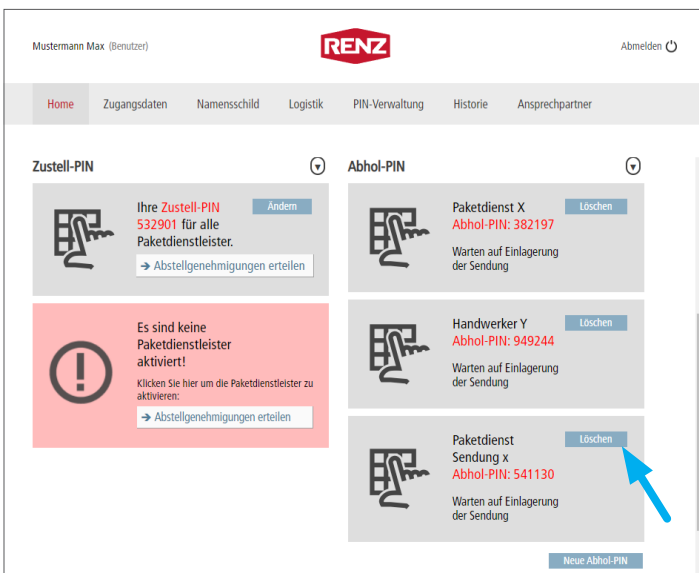 Mustermann Max (Benutzer)
RENZ
Abmelden
Home Zugangsdaten Namensschild Logistik PIN-Verwaltung Historie Ansprechpartner
Zustell-PIN
Ihre Zustell-PIN
532901 für alle
Paketdienstleister.
Ändern
→ Abstellgenehmigungen erteilen
Es sind keine
Paketdienstleister
aktiviert!
Klicken Sie hier um die Paketdienstleister zu
aktivieren:
→ Abstellgenehmigungen erteilen
Abhol-PIN
Paketdienst X
Abhol-PIN: 382197
Warten auf Einlagerung
der Sendung
Löschen
Handwerker Y
Abhol-PIN: 949244
Warten auf Einlagerung
der Sendung
Löschen
Paketdienst
Sendung x
Abhol-PIN: 541130
Warten auf Einlagerung
der Sendung
Löschen
Neue Abhol-PIN